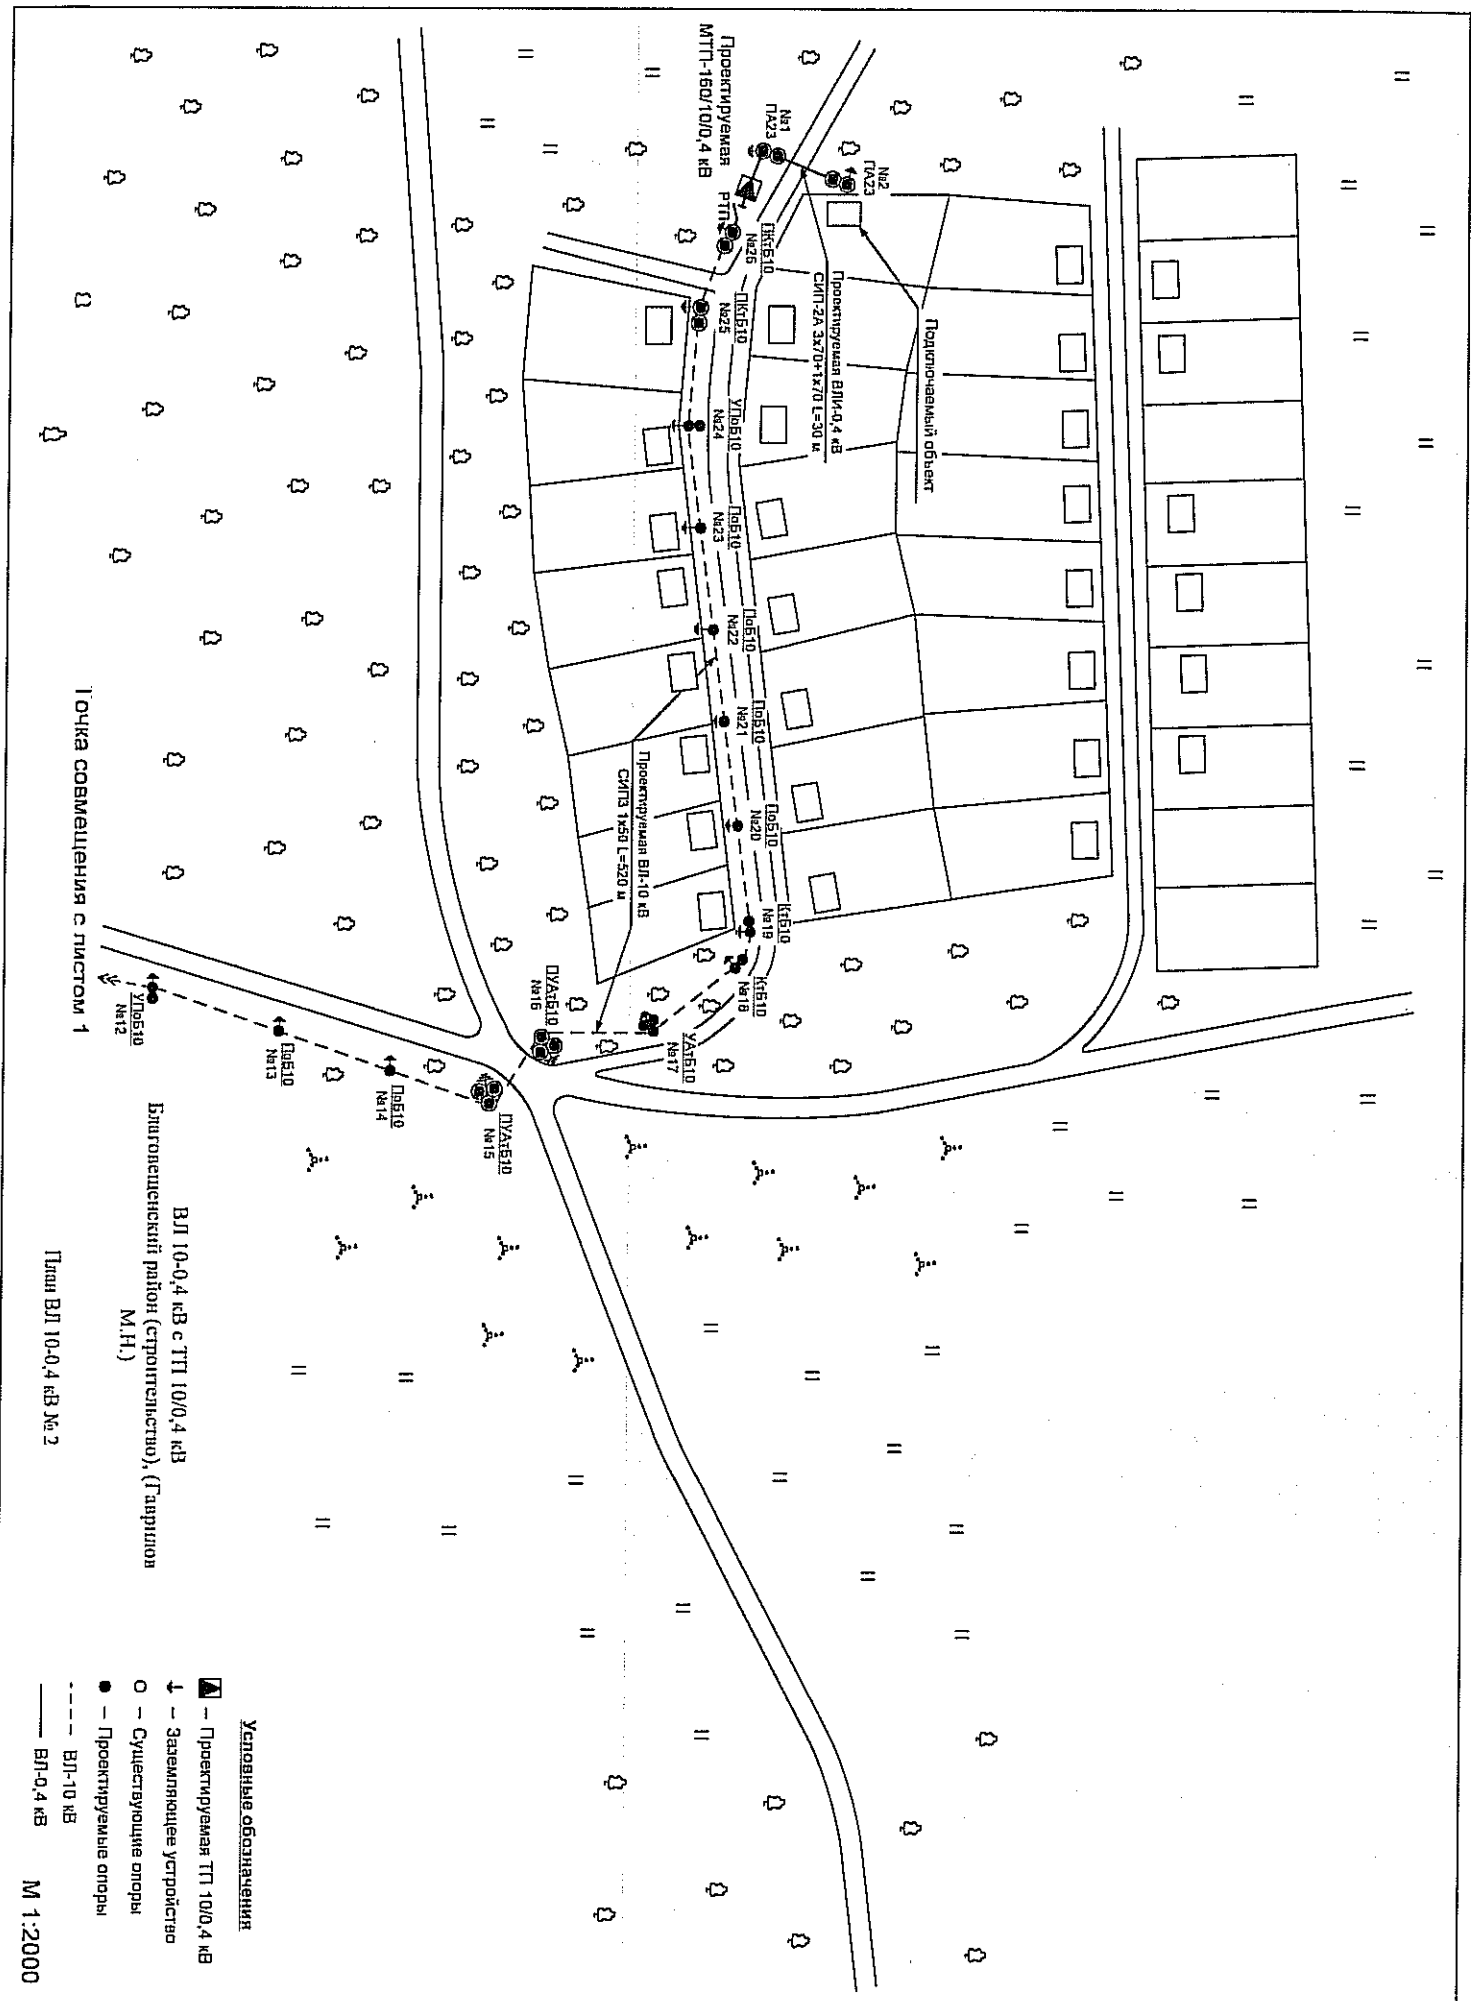 Проектируемая
МТП-160/10/0,4 кВ
№1
ПА23
№2
ПА23
РТП
ПКтБ10
№26
ПКтБ10
№25
Проектируемая ВЛИ-0,4 кВ
СИП-2А 3х70+1х70 L=30 м
Подключаемый объект
УПоБ10
№24
ПоБ10
№23
ПоБ10
№22
ПоБ10
№21
ПоБ10
№20
Проектируемая ВЛ-10 кВ
СИП3 1х50 L=520 м
КтБ10
№19
КтБ10
№18
УАтБ10
№17
ПУАтБ10
№16
ПУАтБ10
№15
ПоБ10
№14
ПоБ10
№13
УПоБ10
№12
Точка совмещения с листом 1
ВЛ 10-0,4 кВ с ТП 10/0,4 кВ
Благовещенский район (строительство), (Гаврилов
М.Н.)
План ВЛ 10-0,4 кВ № 2
Условные обозначения
– Проектируемая ТП 10/0,4 кВ
– Заземляющее устройство
– Существующие опоры
– Проектируемые опоры
ВЛ-10 кВ
ВЛ-0,4 кВ
М 1:2000